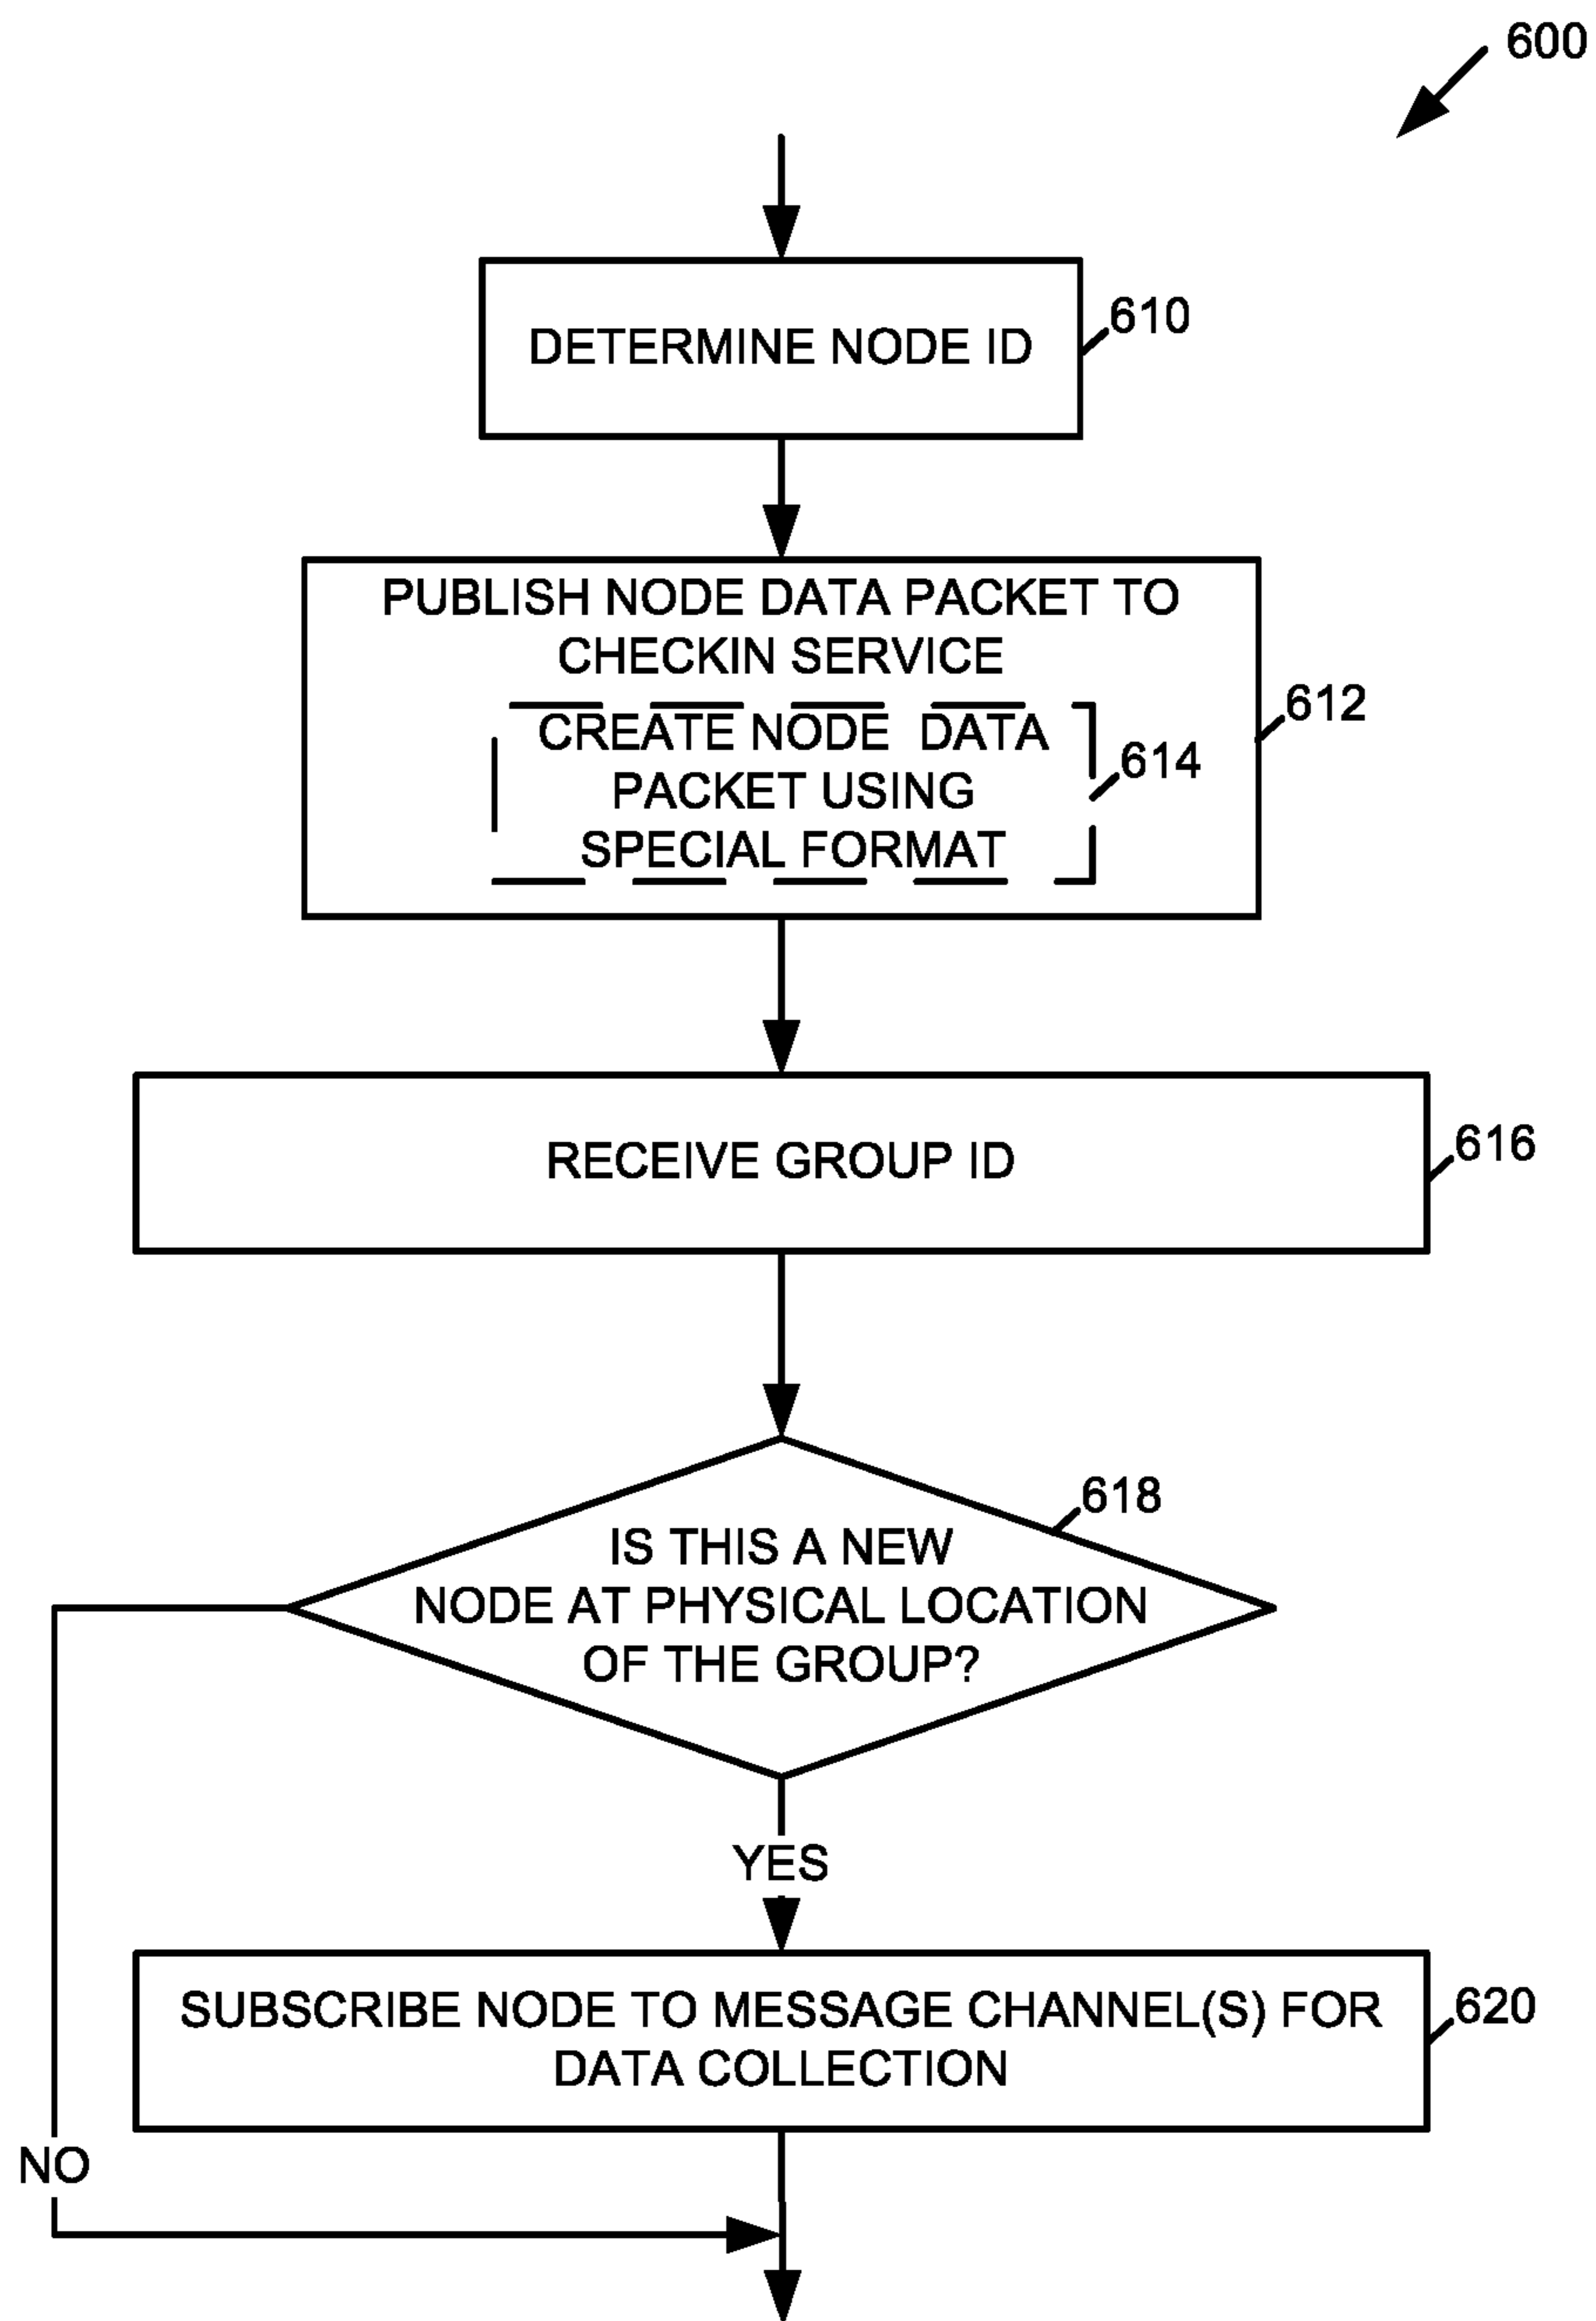 600
DETERMINE NODE ID
610
PUBLISH NODE DATA PACKET TO
CHECKIN SERVICE
612
CREATE NODE DATA
PACKET USING
SPECIAL FORMAT
614
RECEIVE GROUP ID
616
618
IS THIS A NEW
NODE AT PHYSICAL LOCATION
OF THE GROUP?
YES
SUBSCRIBE NODE TO MESSAGE CHANNEL(S) FOR
DATA COLLECTION
620
NO